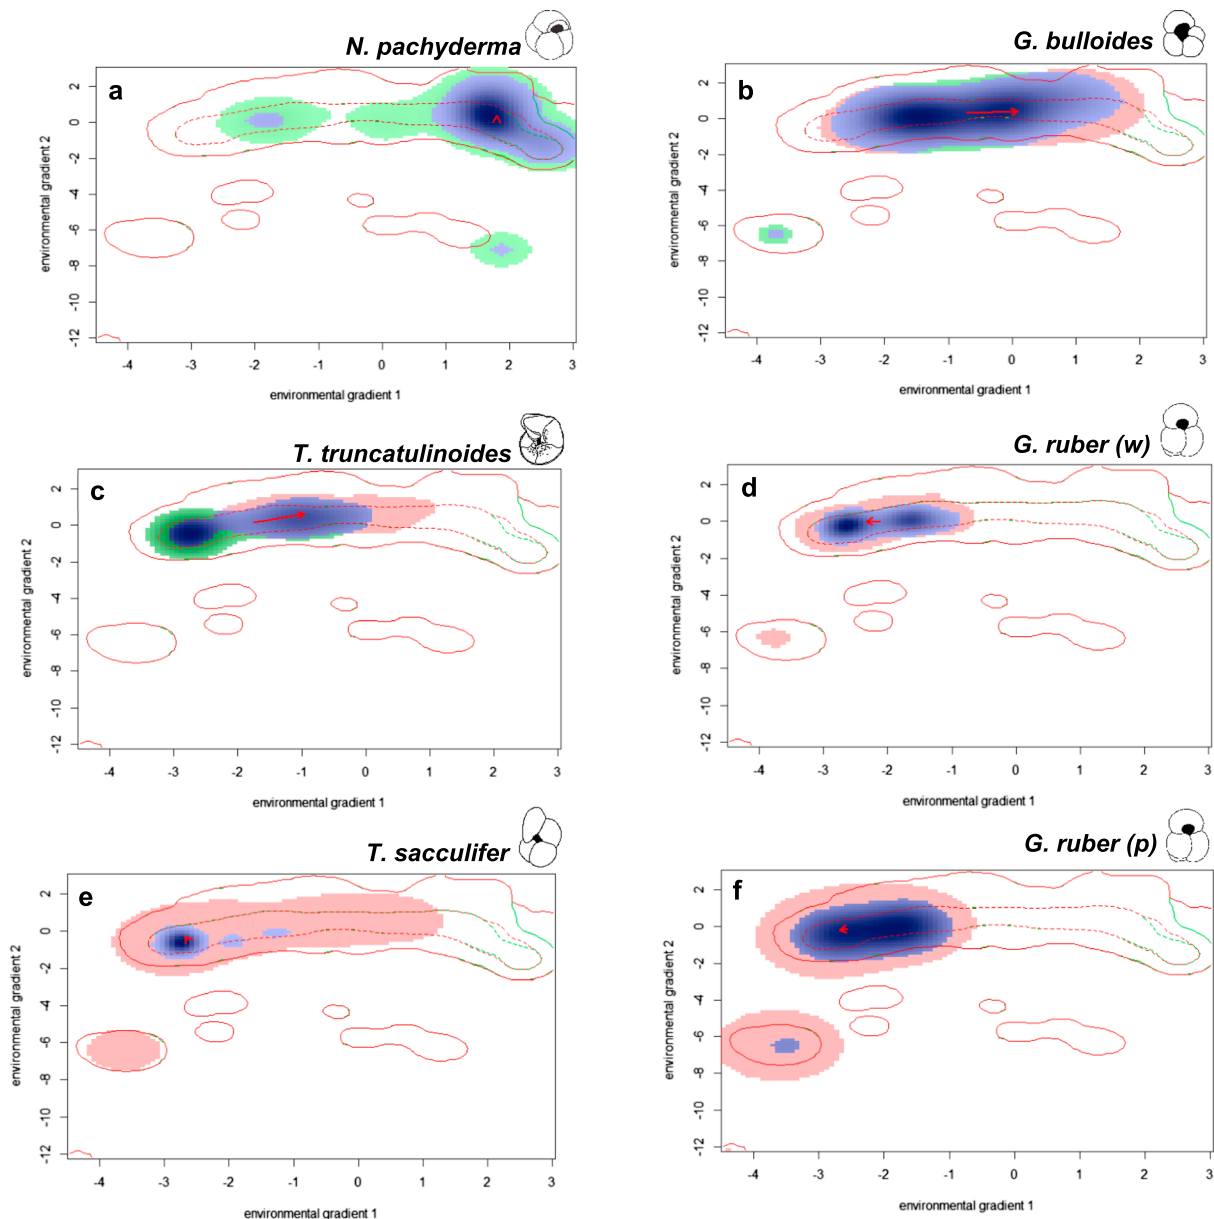 N. pachyderma
a
environmental gradient 2
2
0
-2
-4
-6
-8
-10
-12
-4 -3 -2 -1 0 1 2 3
environmental gradient 1
G. bulloides
b
environmental gradient 2
2
0
-2
-4
-6
-8
-10
-12
-4 -3 -2 -1 0 1 2 3
environmental gradient 1
T. truncatulinoides
c
environmental gradient 2
2
0
-2
-4
-6
-8
-10
-12
-4 -3 -2 -1 0 1 2 3
environmental gradient 1
G. ruber (w)
d
environmental gradient 2
2
0
-2
-4
-6
-8
-10
-12
-4 -3 -2 -1 0 1 2 3
environmental gradient 1
T. sacculifer
e
environmental gradient 2
2
0
-2
-4
-6
-8
-10
-12
-4 -3 -2 -1 0 1 2 3
environmental gradient 1
G. ruber (p)
f
environmental gradient 2
2
0
-2
-4
-6
-8
-10
-12
-4 -3 -2 -1 0 1 2 3
environmental gradient 1